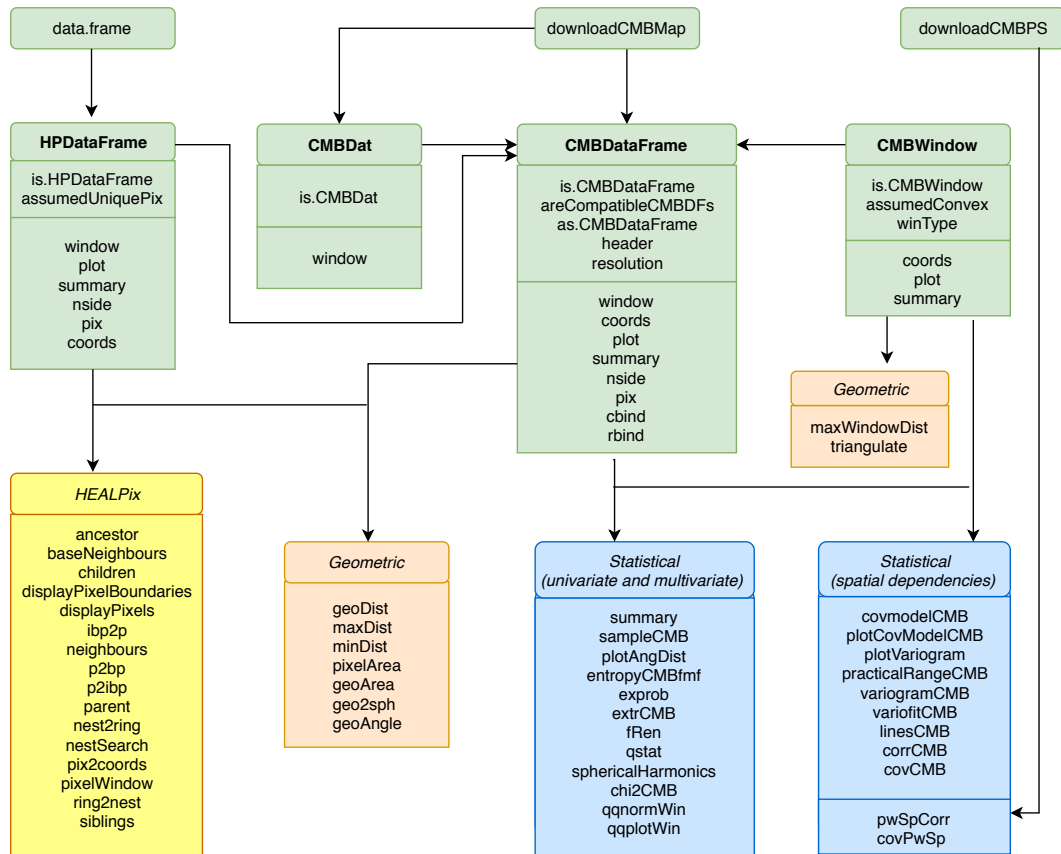 data.frame
downloadCMBMap
downloadCMBPS
HPDataFrame
is.HPDataFrame
assumedUniquePix
window
plot
summary
nside
pix
coords
CMBDat
is.CMBDat
window
CMBDataFrame
is.CMBDataFrame
areCompatibleCMBDFs
as.CMBDataFrame
header
resolution
window
coords
plot
summary
nside
pix
cbind
rbind
CMBWindow
is.CMBWindow
assumedConvex
winType
coords
plot
summary
Geometric
maxWindowDist
triangulate
HEALPix
ancestor
baseNeighbours
children
displayPixelBoundaries
displayPixels
ibp2p
neighbours
p2bp
p2ibp
parent
nest2ring
nestSearch
pix2coords
pixelWindow
ring2nest
siblings
Geometric
geoDist
maxDist
minDist
pixelArea
geoArea
geo2sph
geoAngle
Statistical
(univariate and multivariate)
summary
sampleCMB
plotAngDist
entropyCMBfmf
exprob
extrCMB
fRen
qstat
sphericalHarmonics
chi2CMB
qqnormWin
qqplotWin
Statistical
(spatial dependencies)
covmodelCMB
plotCovModelCMB
plotVariogram
practicalRangeCMB
variogramCMB
variofitCMB
linesCMB
corrCMB
covCMB
pwSpCorr
covPwSp